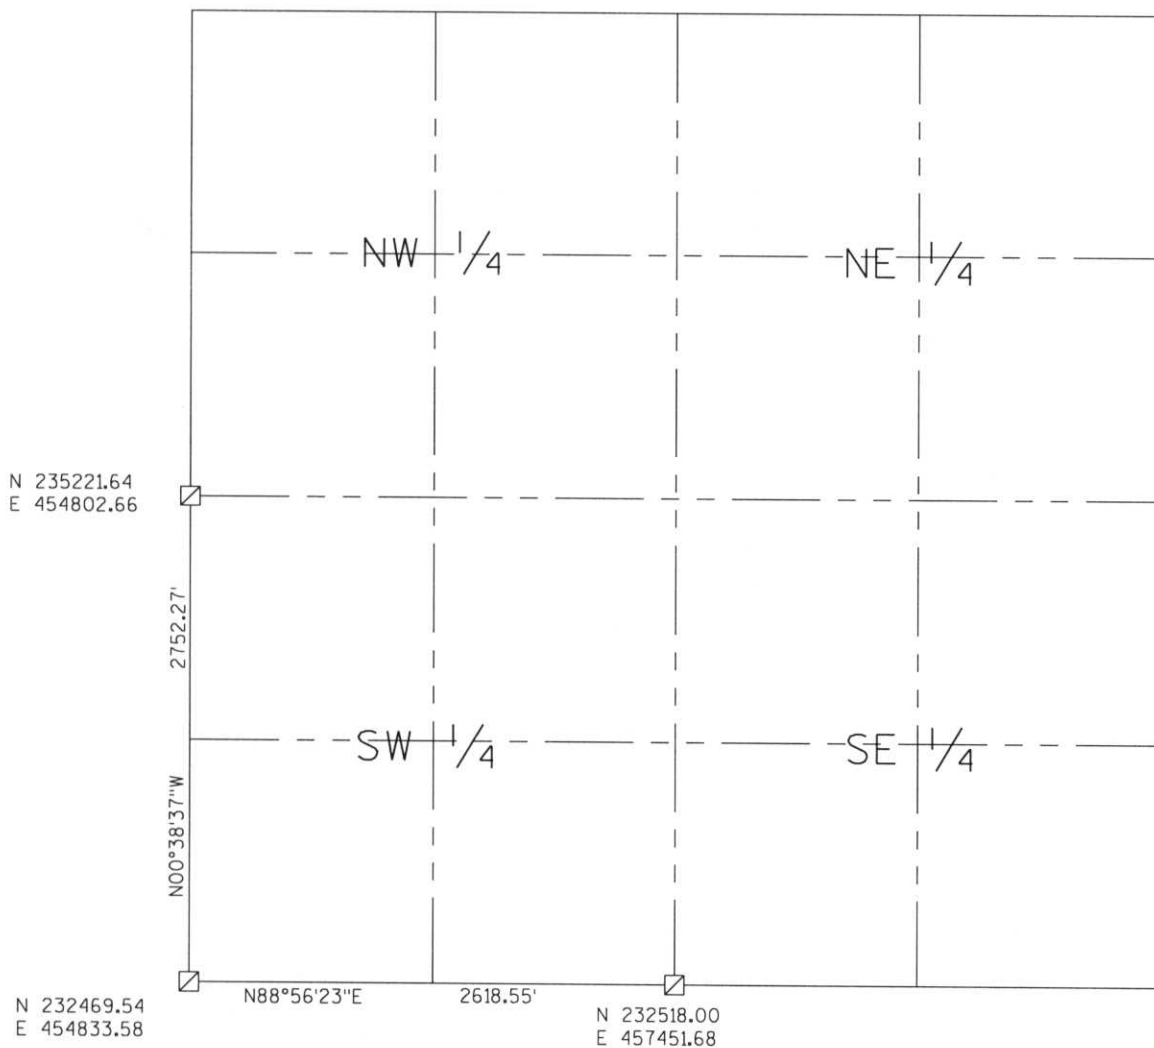 NW 1/4
NE 1/4
N 235221.64
E 454802.66
2752.27'
N00°38'37"W
SW 1/4
SE 1/4
N88°56'23"E 2618.55'
N 232469.54
E 454833.58
N 232518.00
E 457451.68